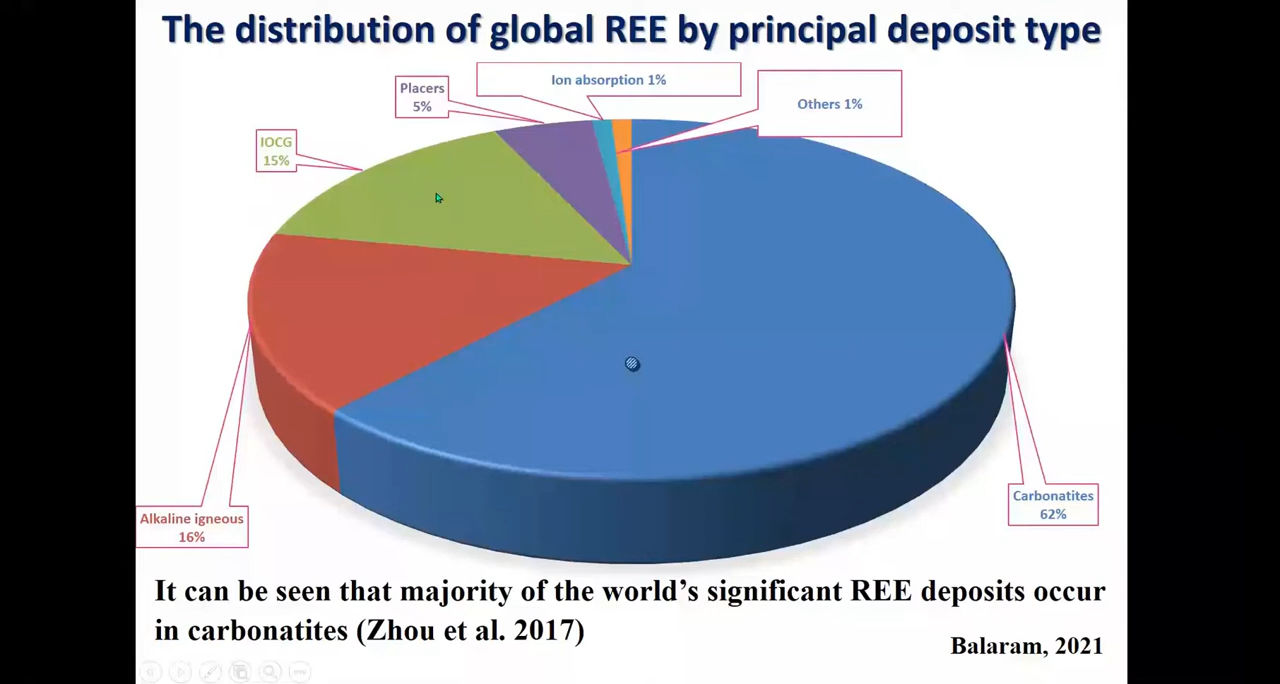 The distribution of global REE by principal deposit type
Ion absorption 1%
Placers
5%
Others 1%
IOCG
15%
Alkaline igneous
16%
Carbonatites
62%
It can be seen that majority of the world's significant REE deposits occur
in carbonatites (Zhou et al. 2017)
Balaram, 2021